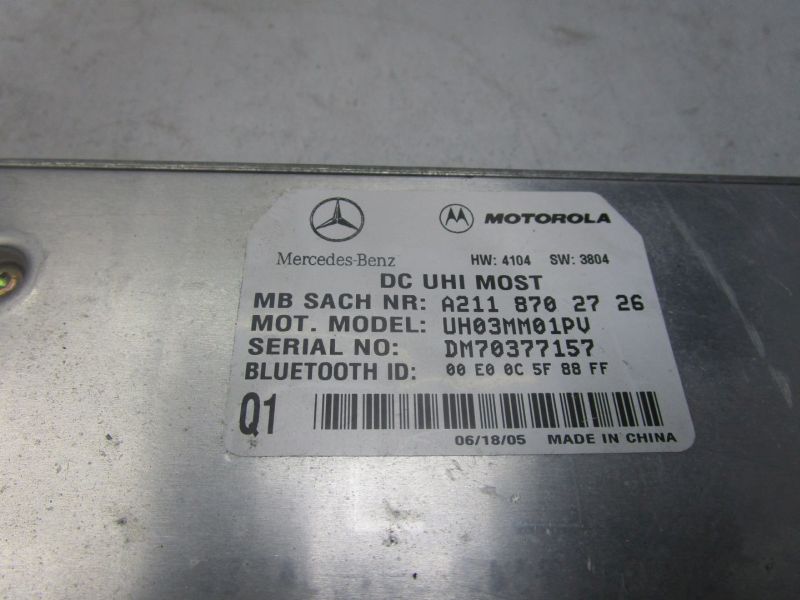 MOTOROLA
Mercedes-Benz HW: 4104 SW: 3804
DC UHI MOST
MB SACH NR: A211 870 27 26
MOT. MODEL: UH03MM01PV
SERIAL NO: DM70377157
BLUETOOTH ID: 00 E0 0C 5F 88 FF
Q1
06/18/05 MADE IN CHINA